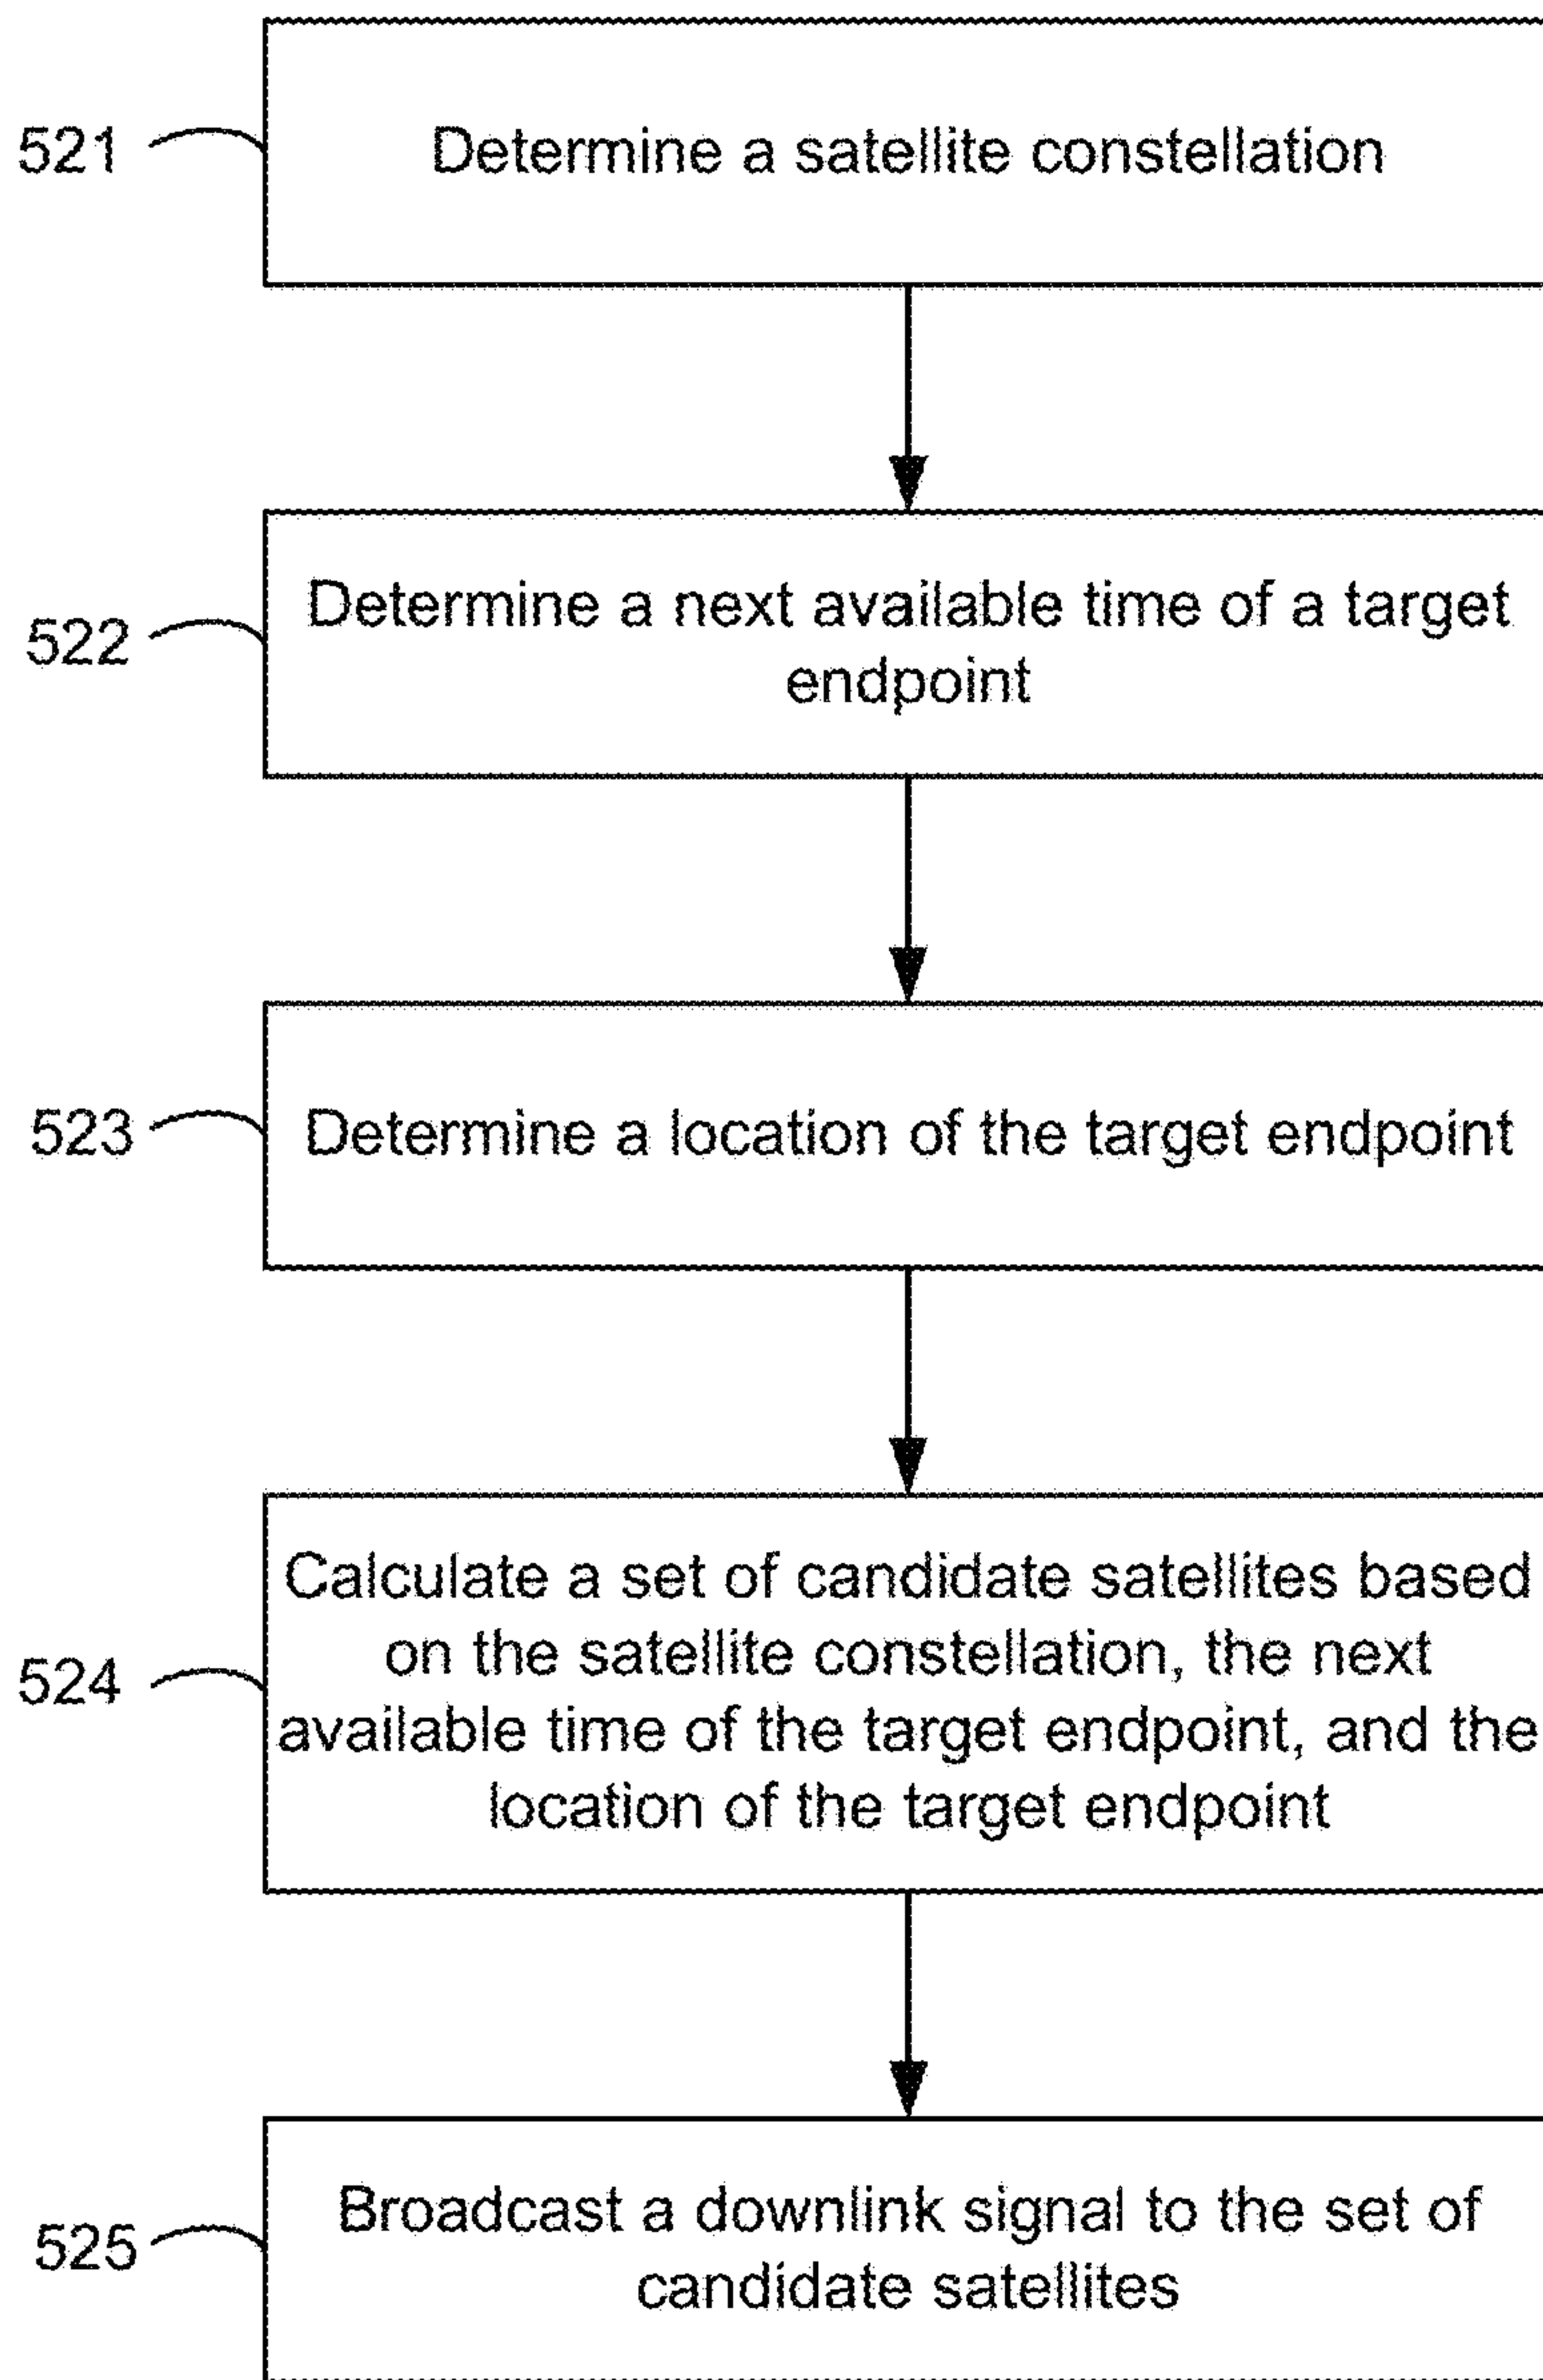 521
Determine a satellite constellation
522
Determine a next available time of a target
endpoint
523
Determine a location of the target endpoint
524
Calculate a set of candidate satellites based
on the satellite constellation, the next
available time of the target endpoint, and the
location of the target endpoint
525
Broadcast a downlink signal to the set of
candidate satellites